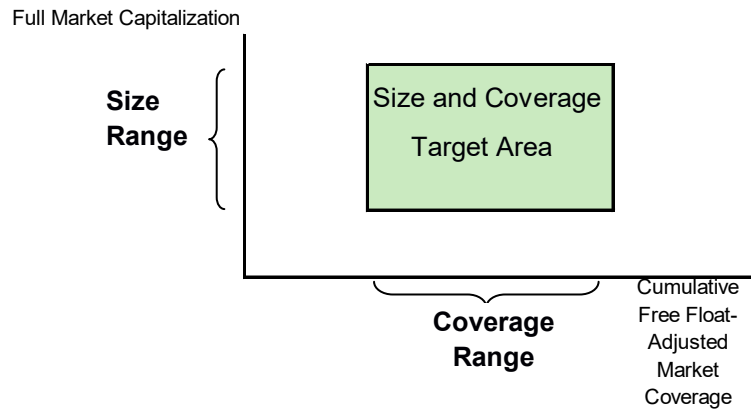 Full Market Capitalization
Size
Range
Size and Coverage
Target Area
Coverage
Range
Cumulative
Free Float-
Adjusted
Market
Coverage